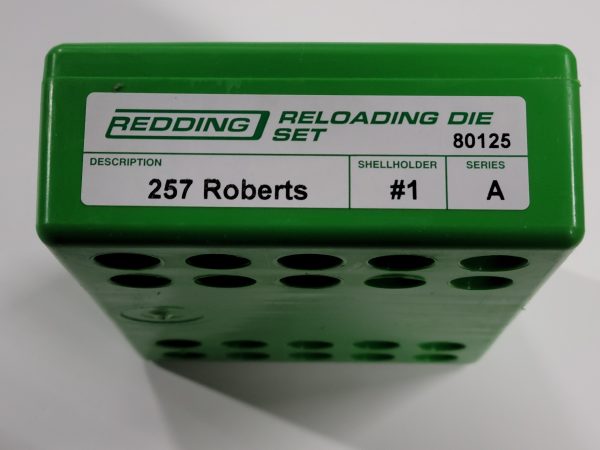 REDDING RELOADING DIE
SET 80125
DESCRIPTION SHELLHOLDER SERIES
257 Roberts #1 A